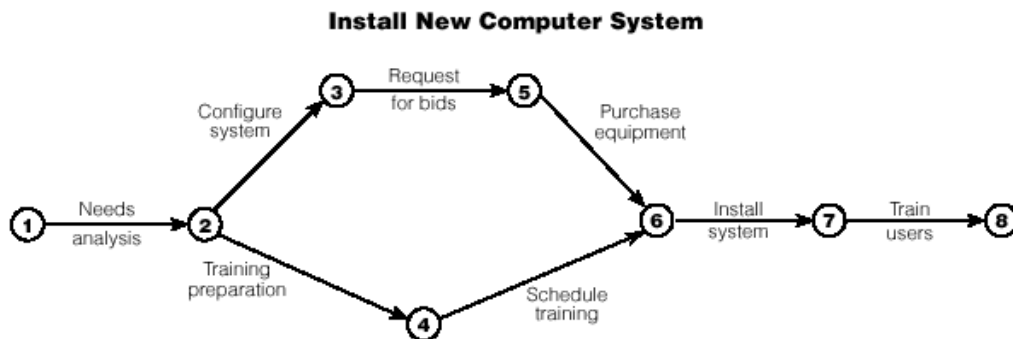 Install New Computer System
3
Request
for bids
5
Configure
system
Purchase
equipment
1
Needs
analysis
2
6
Install
system
7
Train
users
8
Training
preparation
4
Schedule
training